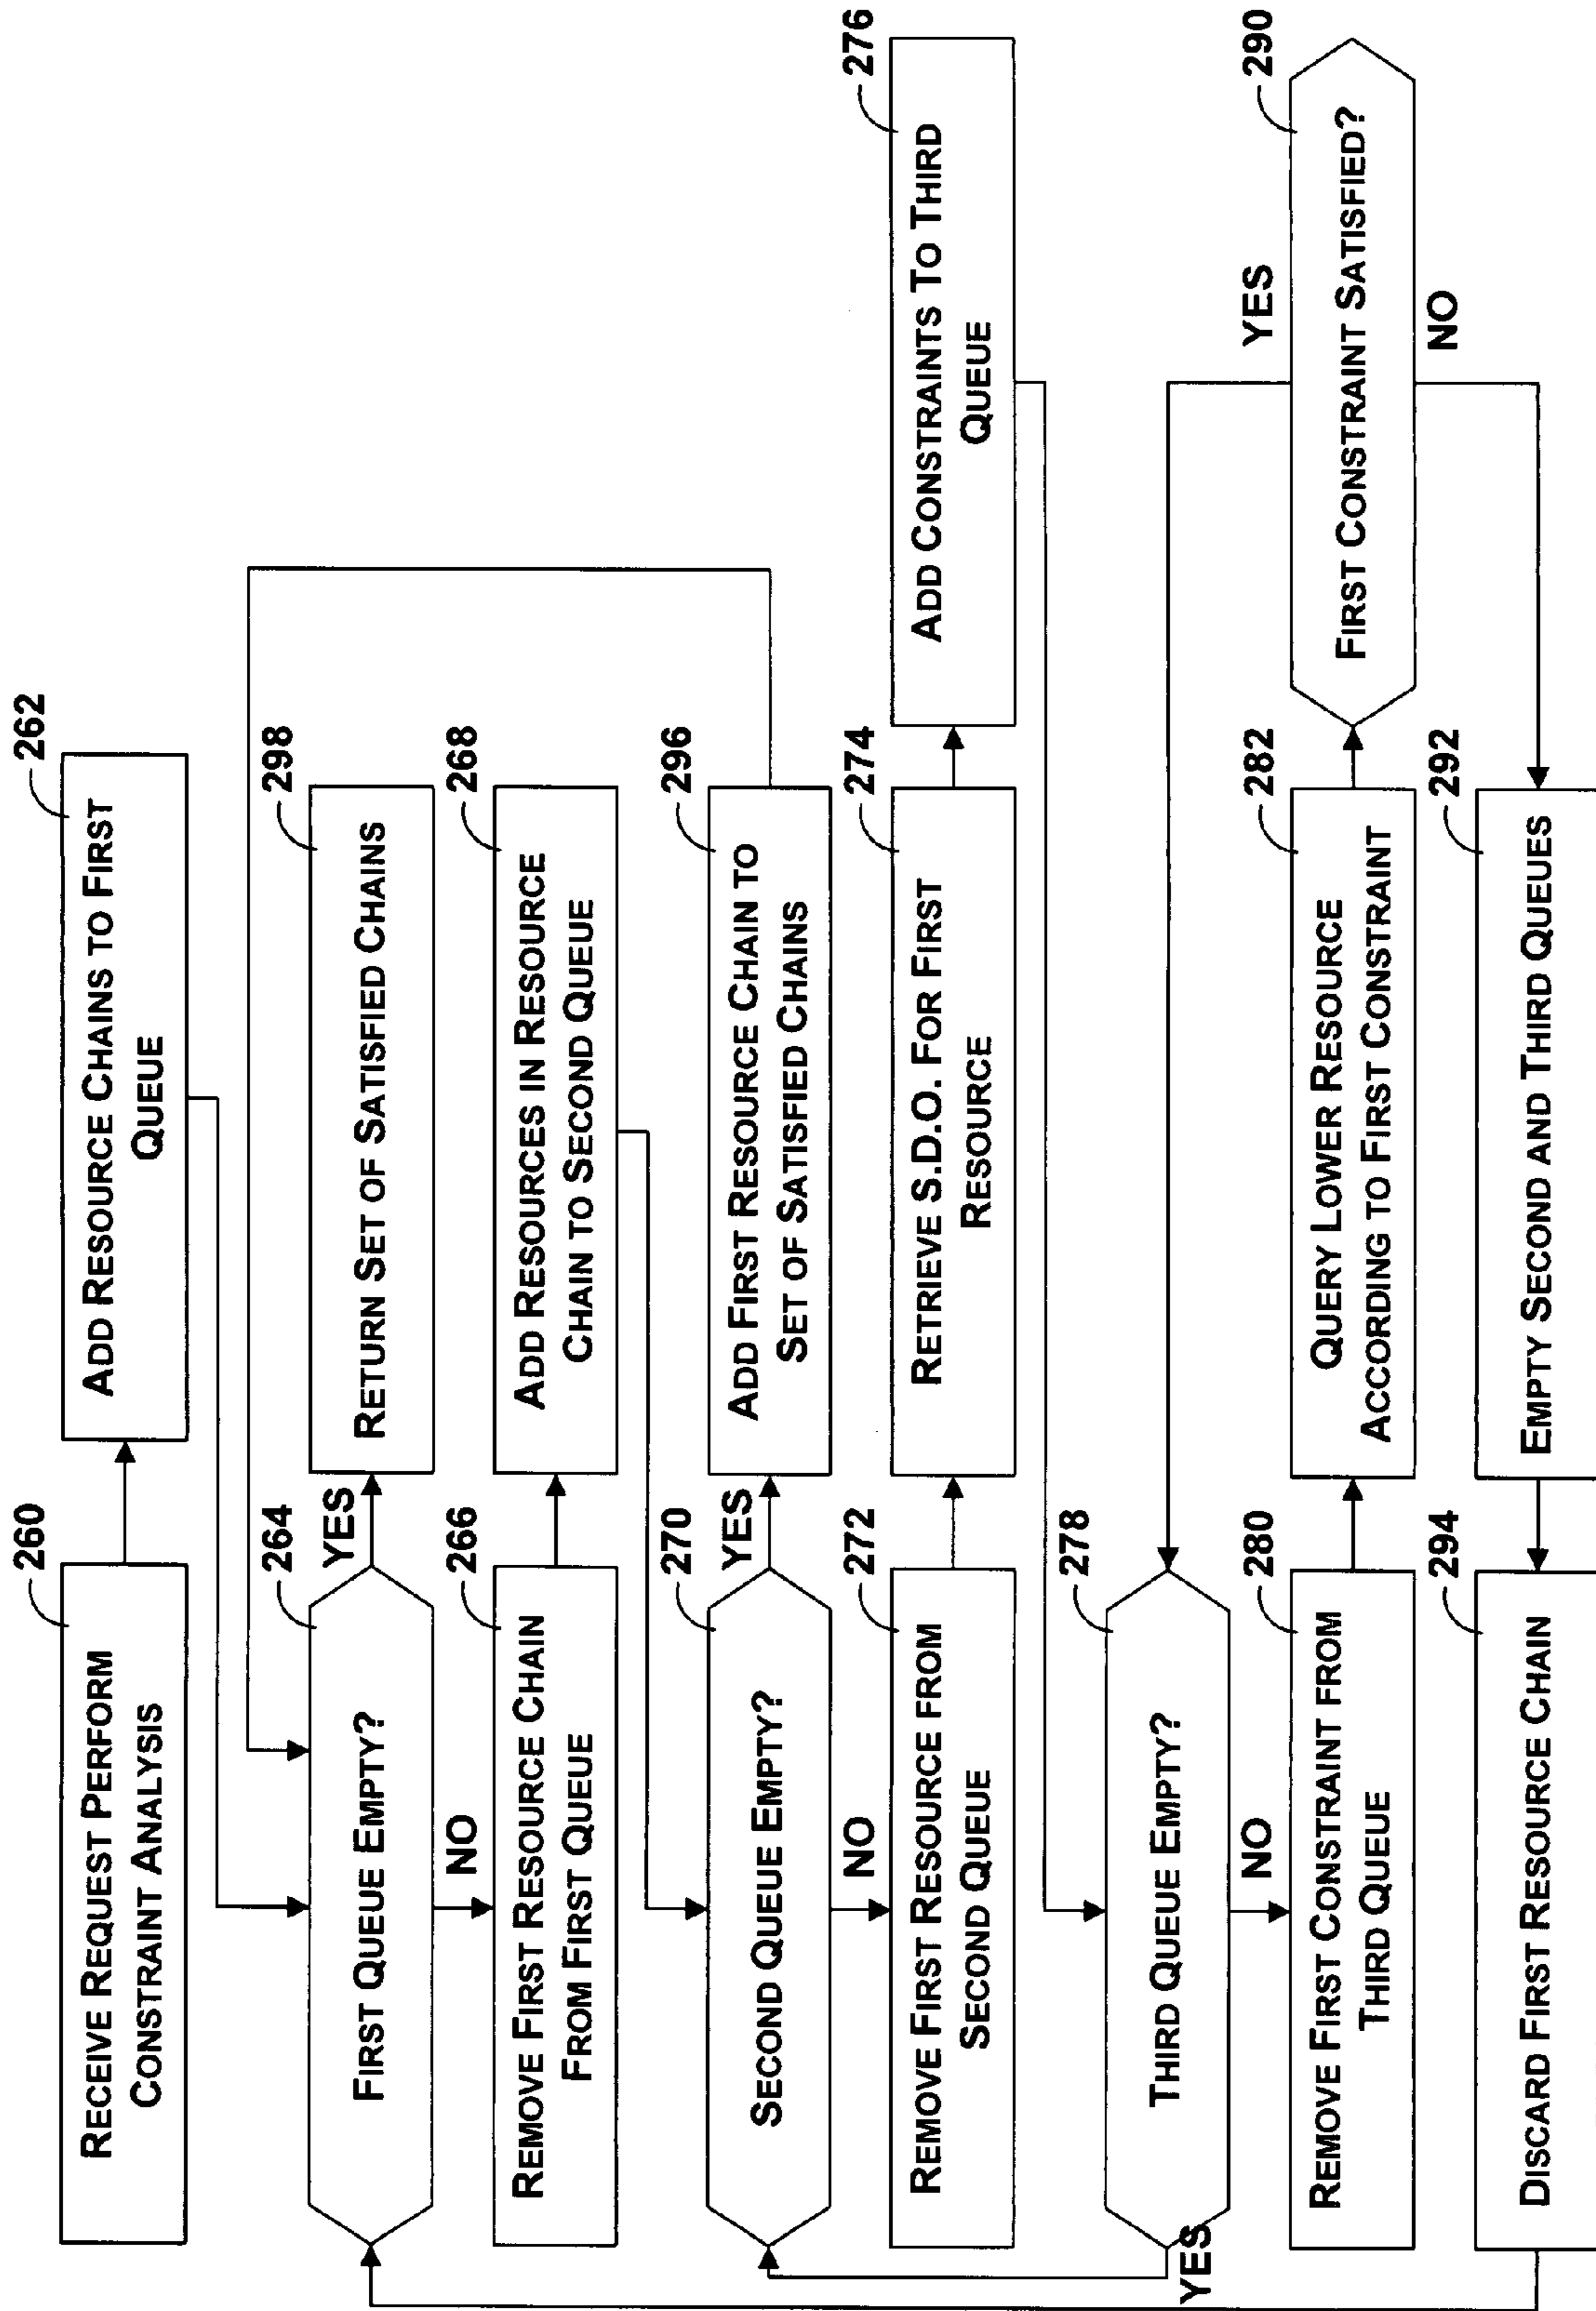 260
RECEIVE REQUEST PERFORM
CONSTRAINT ANALYSIS
262
ADD RESOURCE CHAINS TO FIRST
QUEUE
264
FIRST QUEUE EMPTY?
YES
NO
298
RETURN SET OF SATISFIED CHAINS
266
REMOVE FIRST RESOURCE CHAIN
FROM FIRST QUEUE
268
ADD RESOURCES IN RESOURCE
CHAIN TO SECOND QUEUE
270
SECOND QUEUE EMPTY?
YES
NO
296
ADD FIRST RESOURCE CHAIN TO
SET OF SATISFIED CHAINS
272
REMOVE FIRST RESOURCE FROM
SECOND QUEUE
274
RETRIEVE S.D.O. FOR FIRST
RESOURCE
276
ADD CONSTRAINTS TO THIRD
QUEUE
278
THIRD QUEUE EMPTY?
YES
NO
280
REMOVE FIRST CONSTRAINT FROM
THIRD QUEUE
282
QUERY LOWER RESOURCE
ACCORDING TO FIRST CONSTRAINT
290
FIRST CONSTRAINT SATISFIED?
YES
NO
292
EMPTY SECOND AND THIRD QUEUES
294
DISCARD FIRST RESOURCE CHAIN